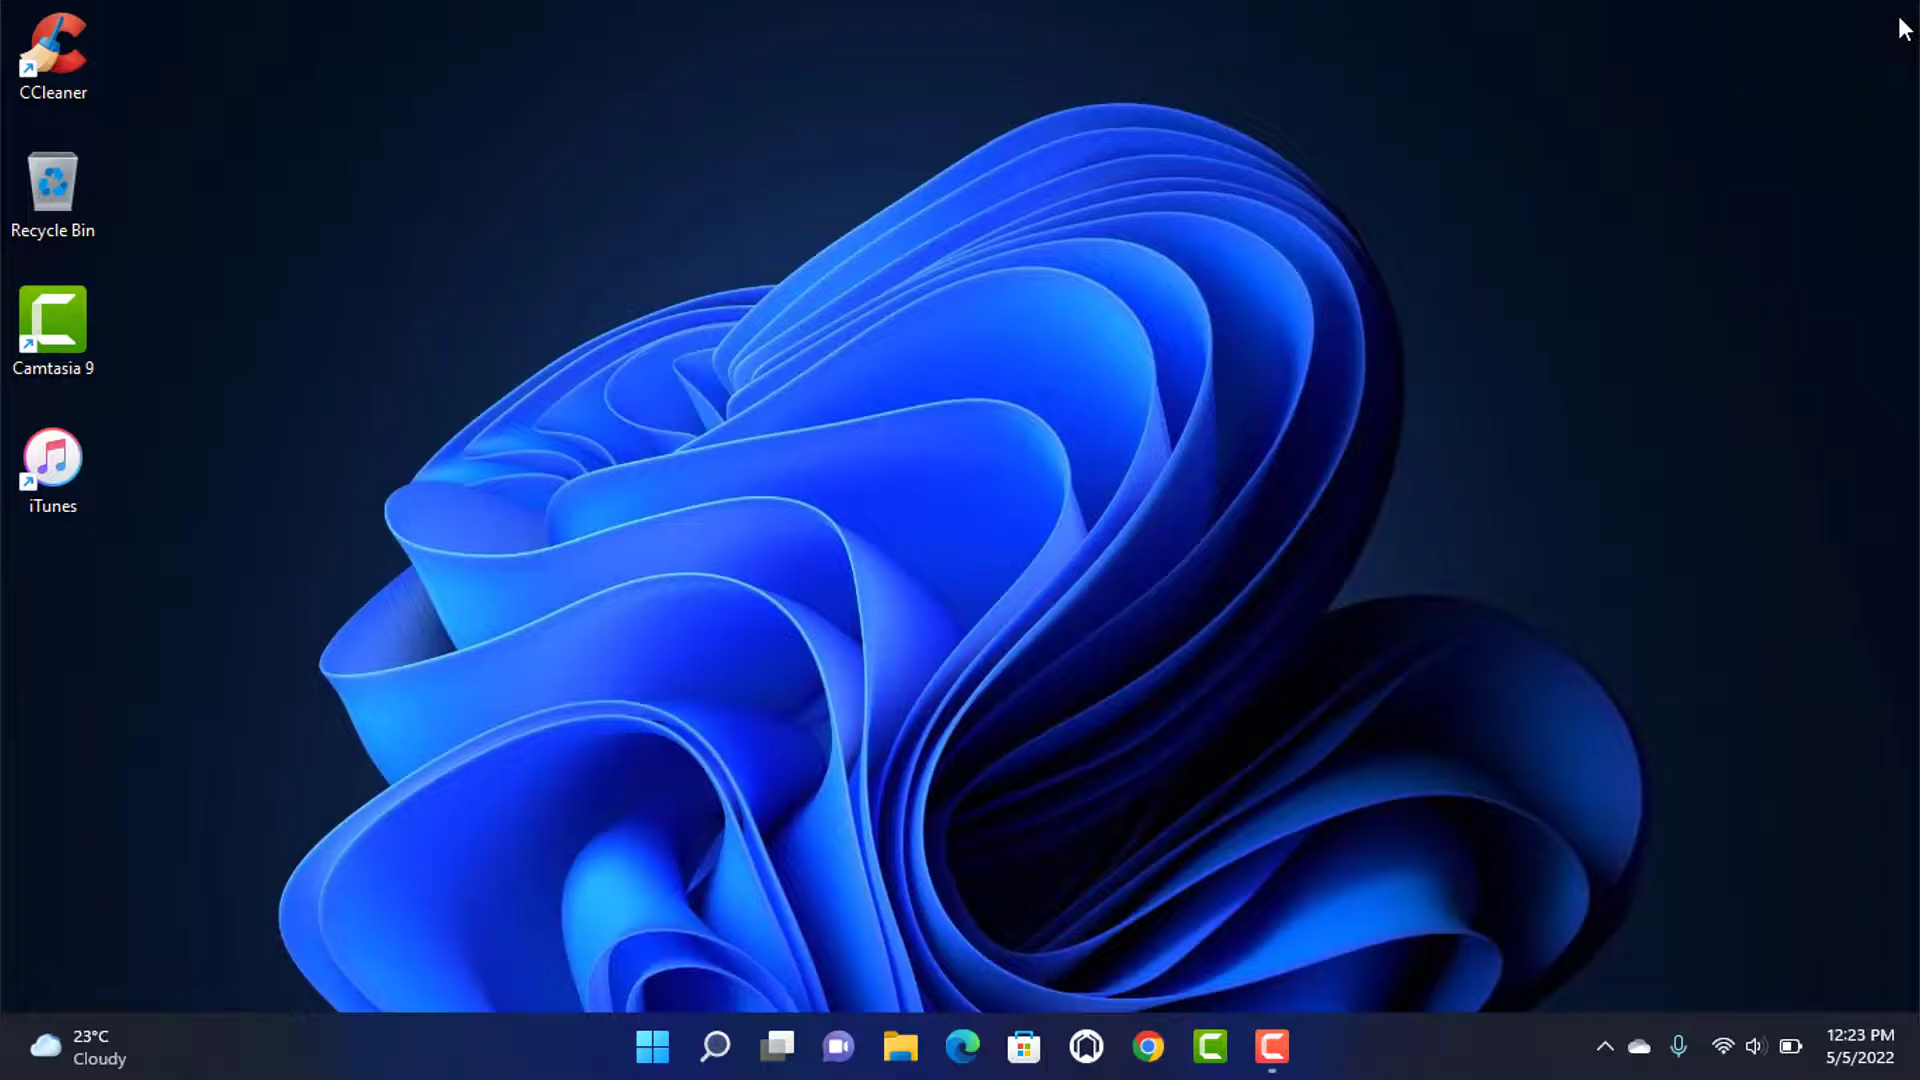 CCleaner
Recycle Bin
Camtasia 9
iTunes
23°C
Cloudy
12:23 PM
5/5/2022